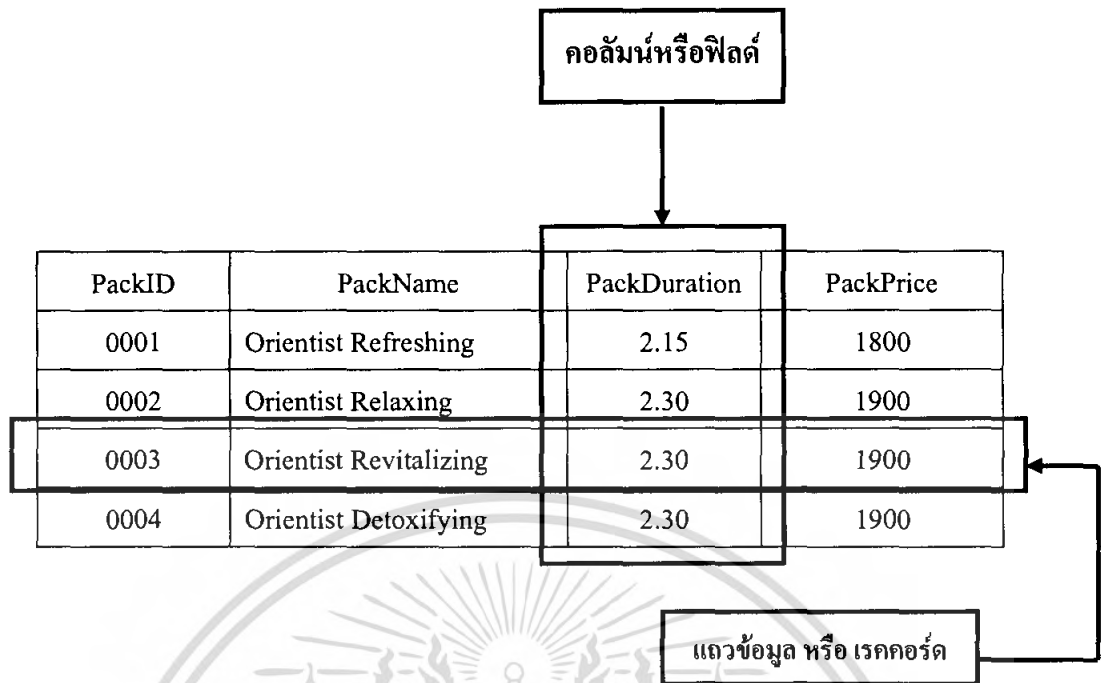 คอลัมน์หรือฟิลด์
PackID PackName PackDuration PackPrice
0001 Orientist Refreshing 2.15 1800
0002 Orientist Relaxing 2.30 1900
0003 Orientist Revitalizing 2.30 1900
0004 Orientist Detoxifying 2.30 1900
แถวข้อมูล หรือ เรคคอร์ด